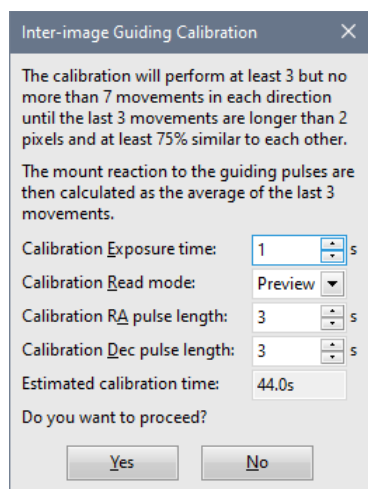 Inter-image Guiding Calibration
The calibration will perform at least 3 but no
more than 7 movements in each direction
until the last 3 movements are longer than 2
pixels and at least 75% similar to each other.
The mount reaction to the guiding pulses are
then calculated as the average of the last 3
movements.
Calibration Exposure time: 1 s
Calibration Read mode: Preview
Calibration RA pulse length: 3 s
Calibration Dec pulse length: 3 s
Estimated calibration time: 44.0s
Do you want to proceed?
Yes No